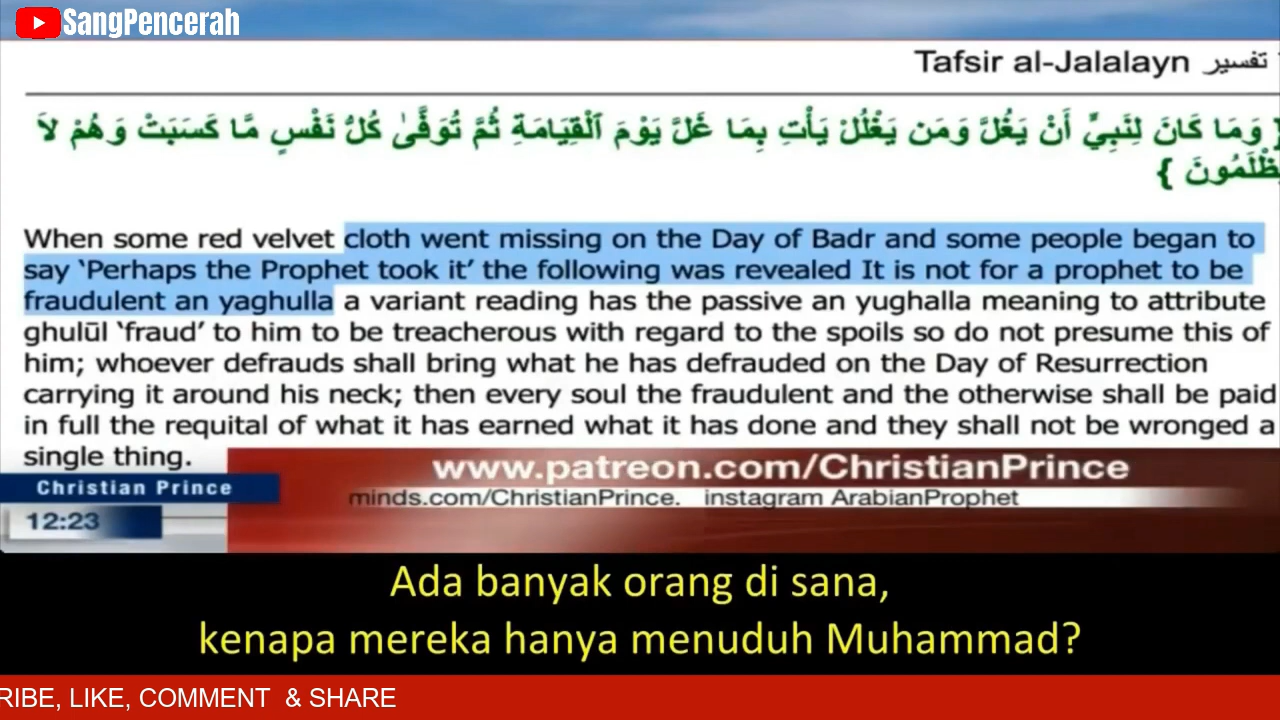 SangPencerah
Tafsir al-Jalalayn تفسير
وَمَا كَانَ لِنَبِيٍّ أَنْ يَغُلَّ وَمَن يَغْلُلْ يَأْتِ بِمَا غَلَّ يَوْمَ ٱلْقِيَامَةِ ثُمَّ تُوَفَّىٰ كُلُّ نَفْسٍ مَّا كَسَبَتْ وَهُمْ لاَ
يُظْلَمُونَ }
When some red velvet cloth went missing on the Day of Badr and some people began to
say ‘Perhaps the Prophet took it’ the following was revealed It is not for a prophet to be
fraudulent an yaghulla a variant reading has the passive an yughalla meaning to attribute
ghulūl ‘fraud’ to him to be treacherous with regard to the spoils so do not presume this of
him; whoever defrauds shall bring what he has defrauded on the Day of Resurrection
carrying it around his neck; then every soul the fraudulent and the otherwise shall be paid
in full the requital of what it has earned what it has done and they shall not be wronged a
single thing.
www.patreon.com/ChristianPrince
Christian Prince
minds.com/ChristianPrince. instagram ArabianProphet
12:23
Ada banyak orang di sana,
kenapa mereka hanya menuduh Muhammad?
RIBE, LIKE, COMMENT & SHARE